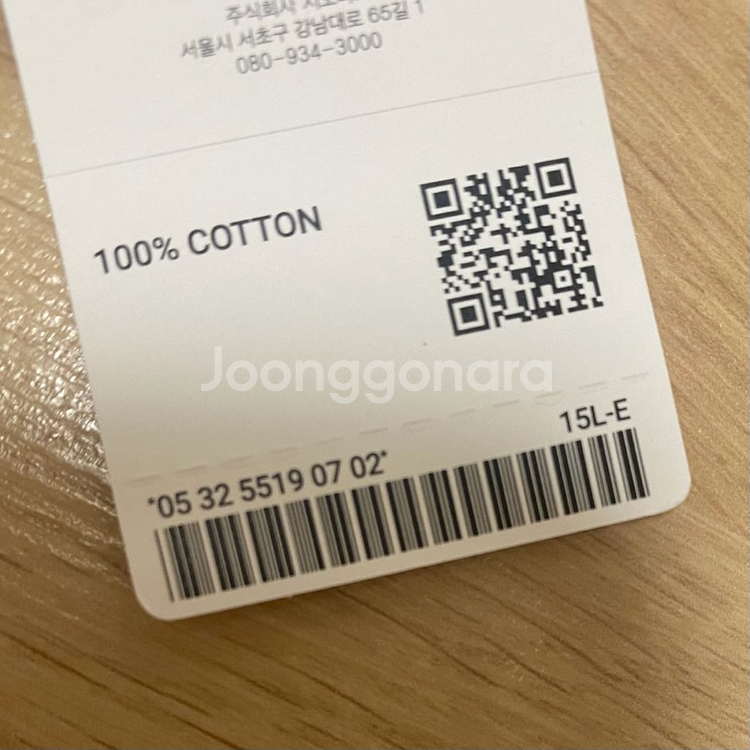 주식회사
서울시 서초구 강남대로 65길 1
080-934-3000
100% COTTON
Joonggonara
15L-E
*05 32 5519 07 02*